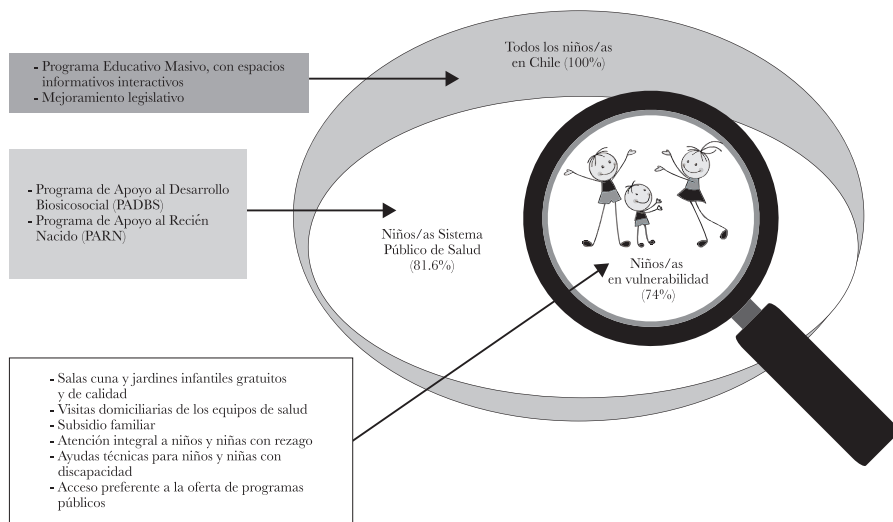 - Programa Educativo Masivo, con espacios
informativos interactivos
- Mejoramiento legislativo
Todos los niños/as
en Chile (100%)
- Programa de Apoyo al Desarrollo
Biosicosocial (PADBS)
- Programa de Apoyo al Recién
Nacido (PARN)
Niños/as Sistema
Público de Salud
(81.6%)
Niños/as
en vulnerabilidad
(74%)
- Salas cuna y jardines infantiles gratuitos
y de calidad
- Visitas domiciliarias de los equipos de salud
- Subsidio familiar
- Atención integral a niños y niñas con rezago
- Ayudas técnicas para niños y niñas con
discapacidad
- Acceso preferente a la oferta de programas
públicos